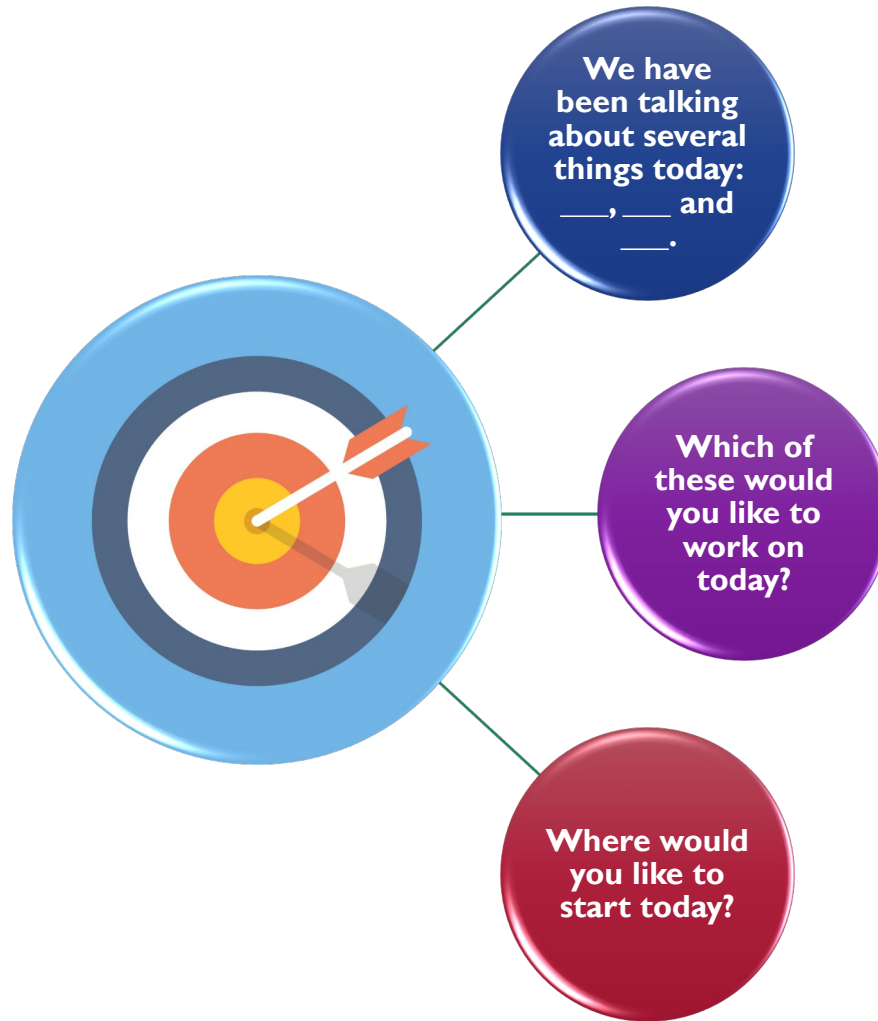 We have
been talking
about several
things today:
___, ___ and
___.
Which of
these would
you like to
work on
today?
Where would
you like to
start today?